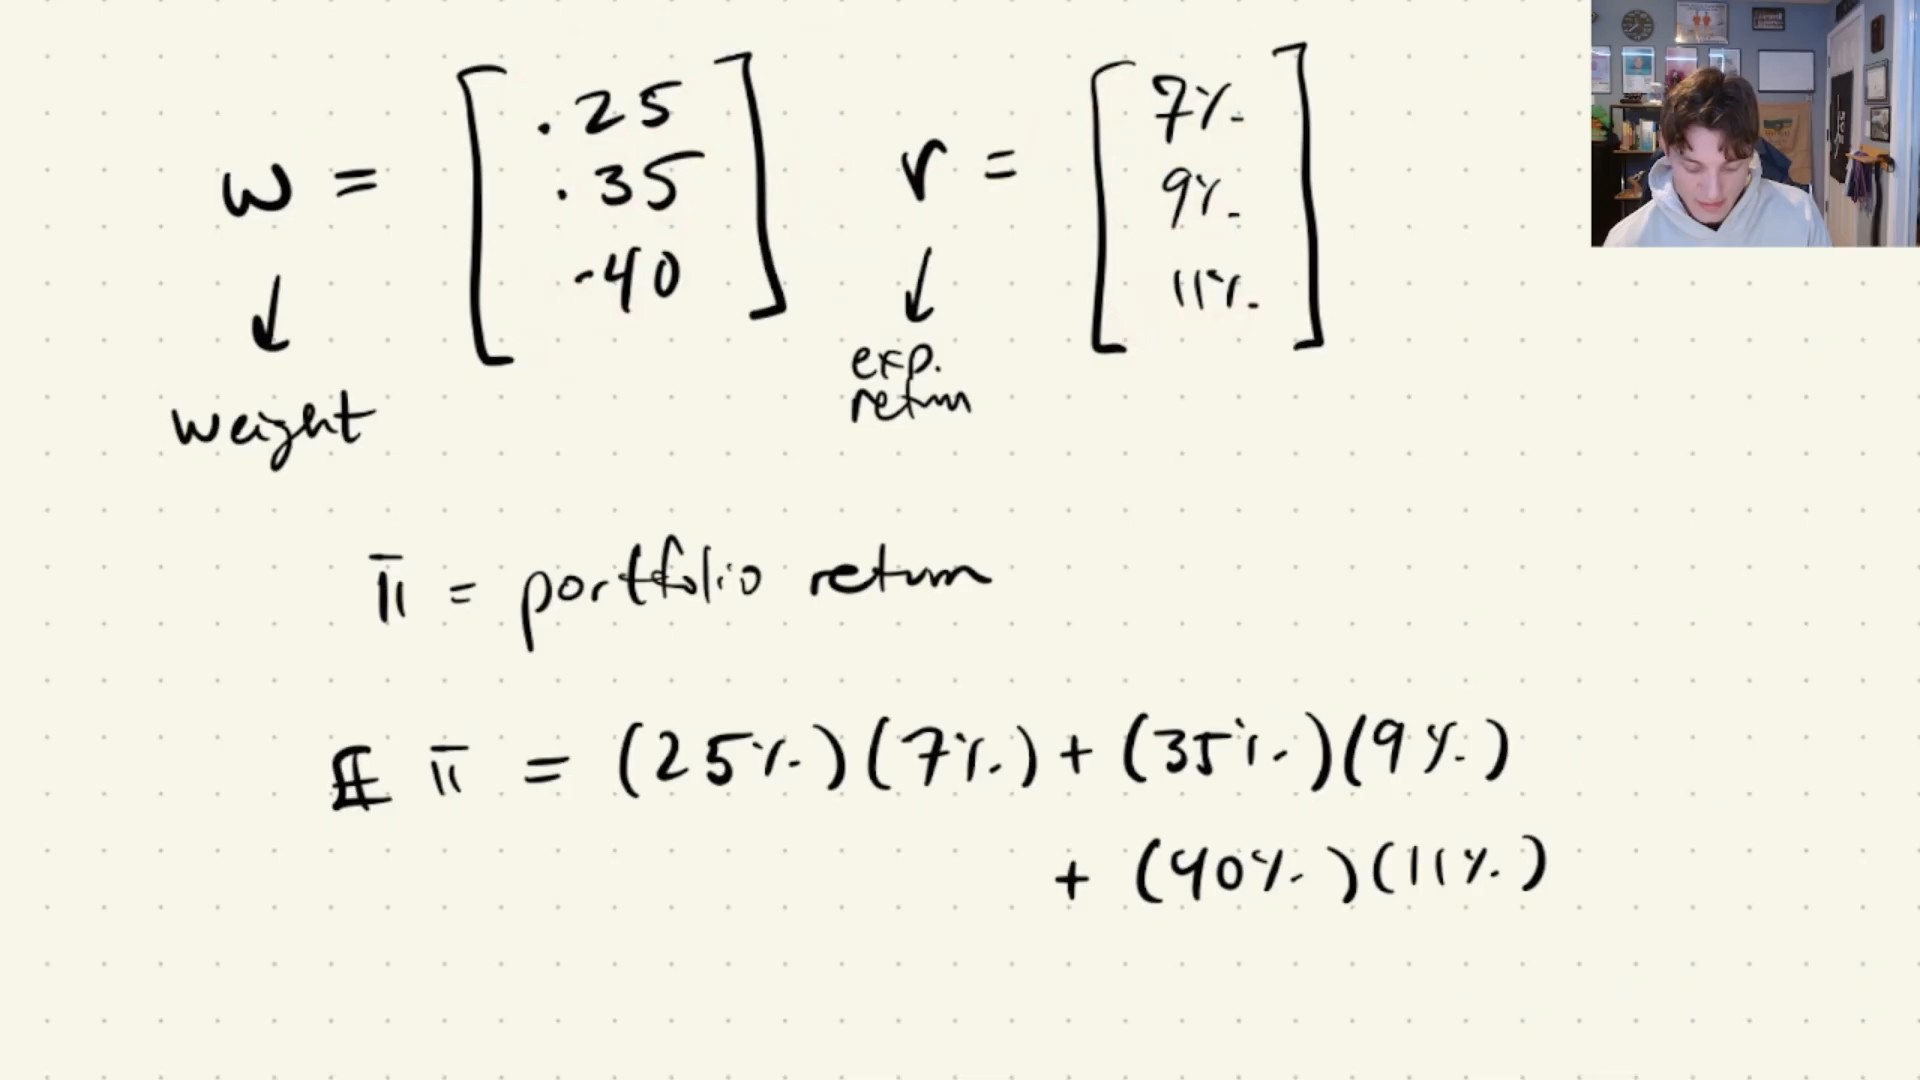 w = [ .25 r = [ 7%
.35 9%
.40 ] 11% ]
↓ ↓
weight exp.
return
π = portfolio return
E π = (25%)(7%) + (35%)(9%)
+ (40%)(11%)